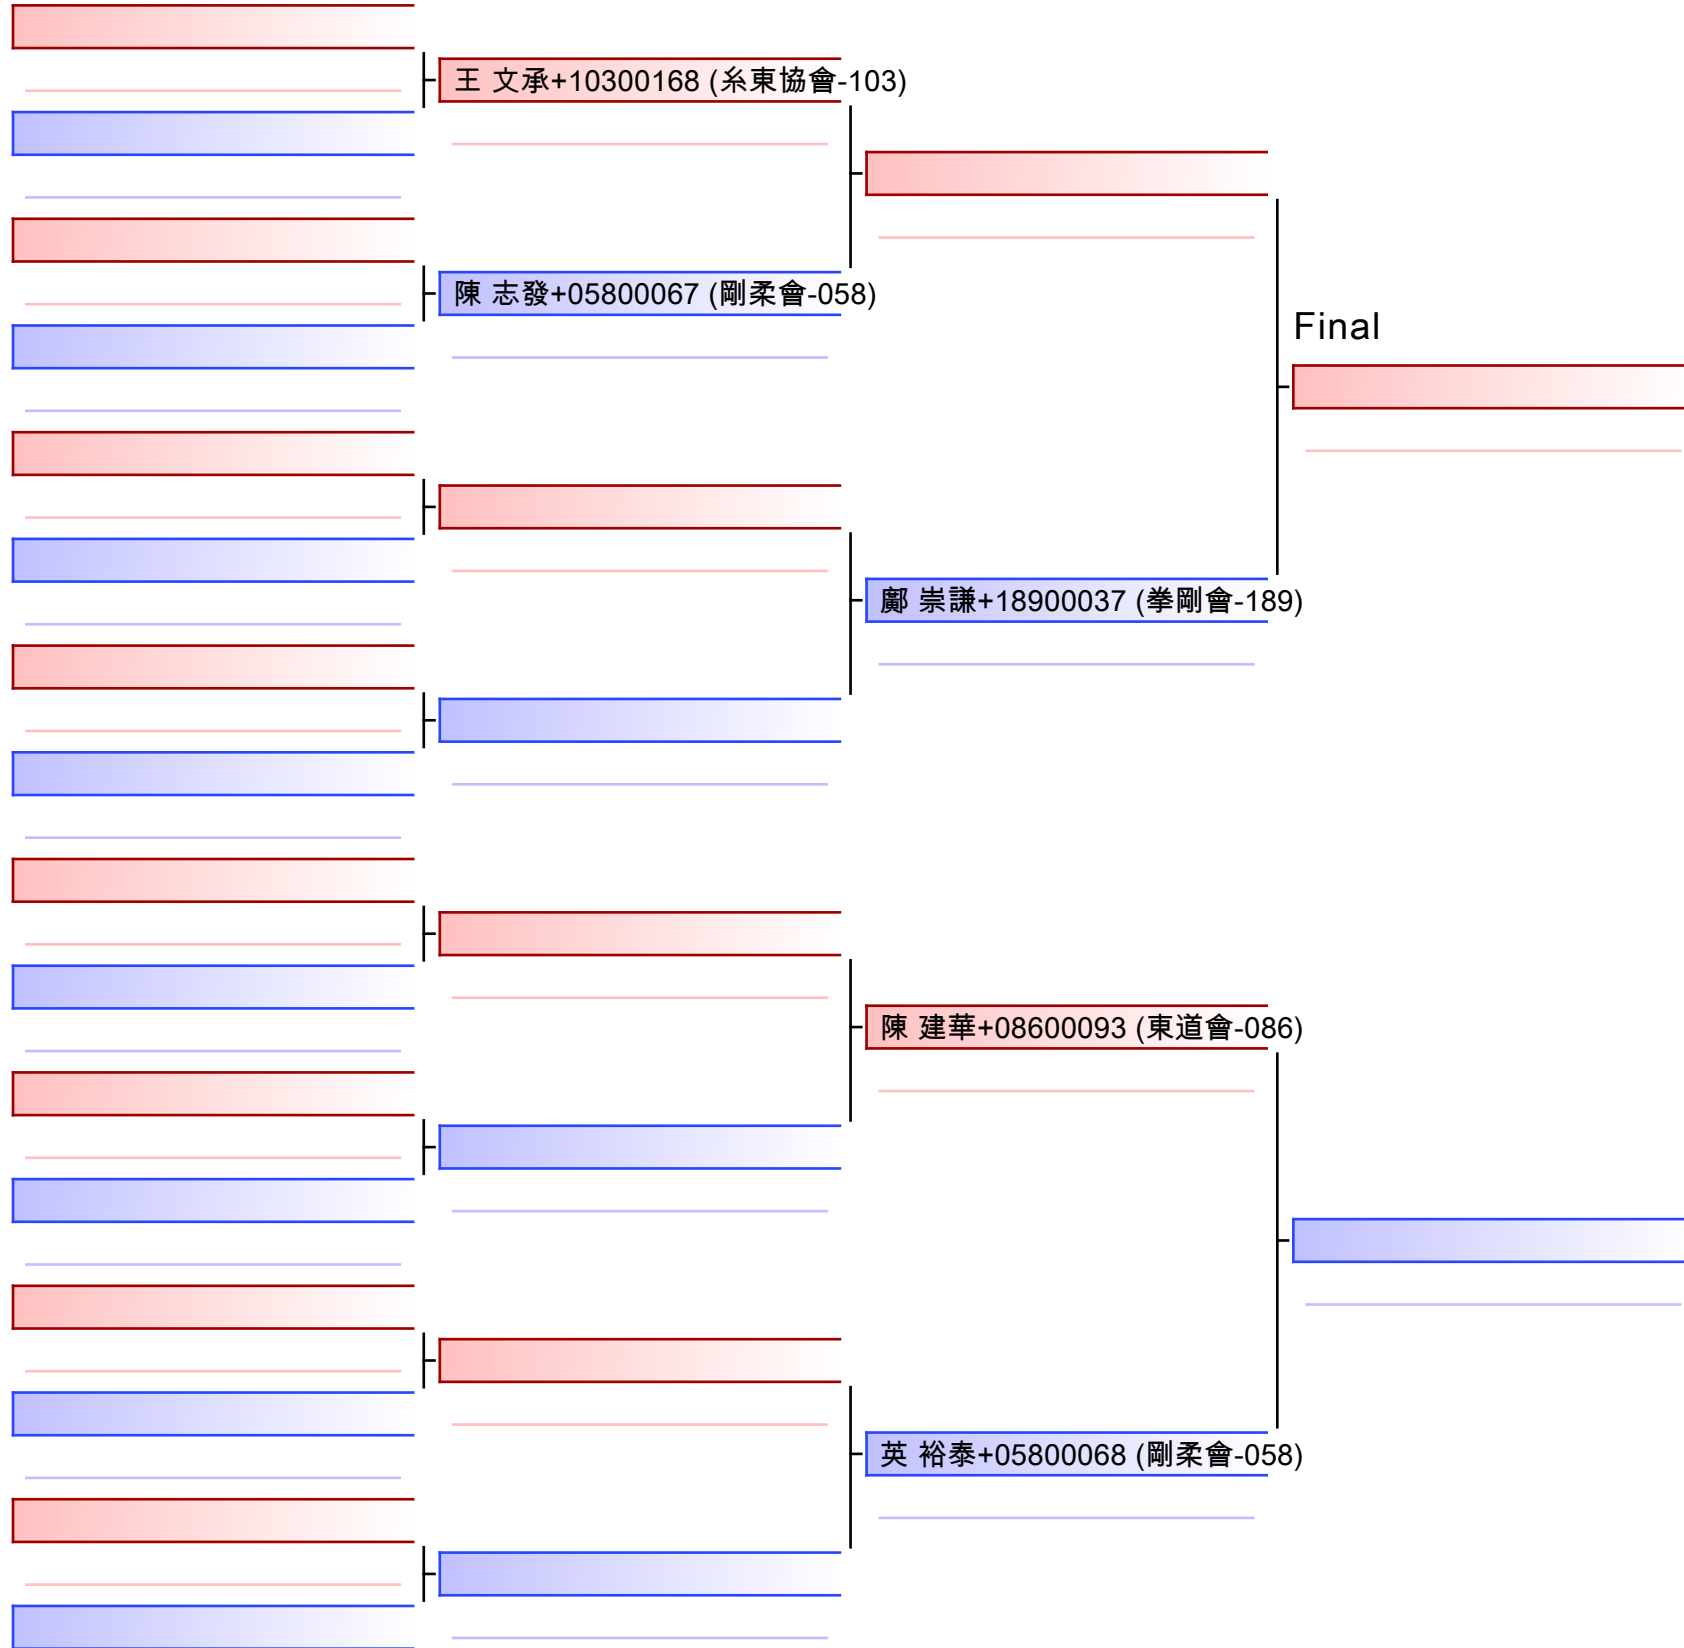 王 文承+10300168 (糸東協會-103)
陳 志發+05800067 (剛柔會-058)
Final
鄺 崇謙+18900037 (拳剛會-189)
陳 建華+08600093 (東道會-086)
英 裕泰+05800068 (剛柔會-058)